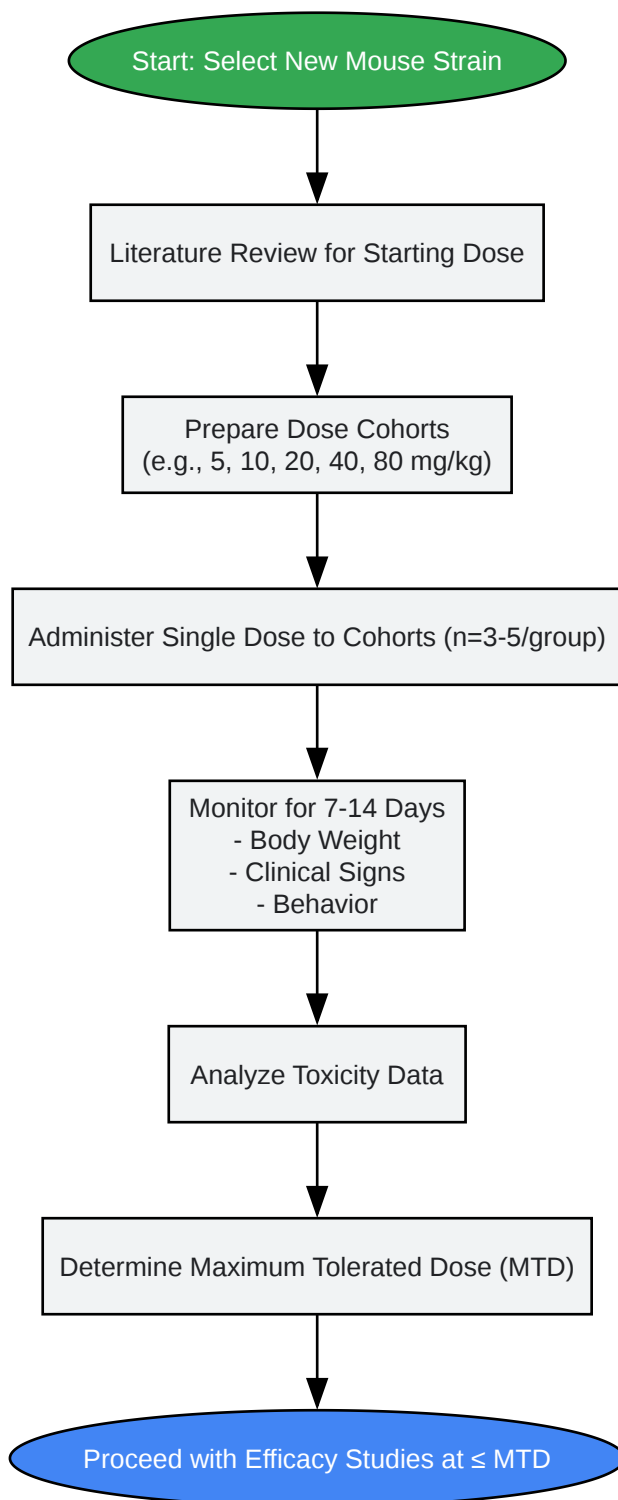 Start: Select New Mouse Strain
Literature Review for Starting Dose
Prepare Dose Cohorts
(e.g., 5, 10, 20, 40, 80 mg/kg)
Administer Single Dose to Cohorts (n=3-5/group)
Monitor for 7-14 Days
- Body Weight
- Clinical Signs
- Behavior
Analyze Toxicity Data
Determine Maximum Tolerated Dose (MTD)
Proceed with Efficacy Studies at ≤ MTD